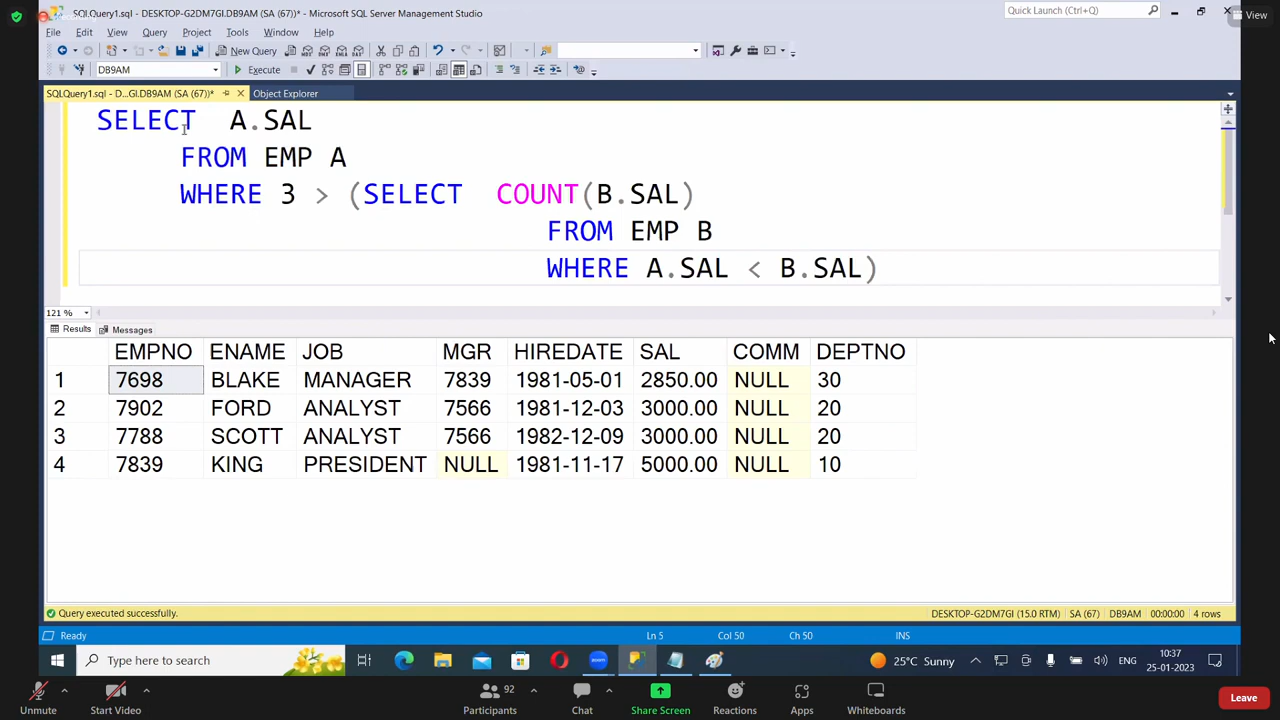 SQLQuery1.sql - DESKTOP-G2DM7GI.DB9AM (SA (67))* - Microsoft SQL Server Management Studio
Quick Launch (Ctrl+Q)
View
File Edit View Query Project Tools Window Help
New Query
DB9AM
Execute
SQLQuery1.sql - D...GI.DB9AM (SA (67))*
Object Explorer
SELECT A.SAL
FROM EMP A
WHERE 3 > (SELECT COUNT(B.SAL)
FROM EMP B
WHERE A.SAL < B.SAL)
121 %
Results Messages
EMPNO ENAME JOB MGR HIREDATE SAL COMM DEPTNO
1 7698 BLAKE MANAGER 7839 1981-05-01 2850.00 NULL 30
2 7902 FORD ANALYST 7566 1981-12-03 3000.00 NULL 20
3 7788 SCOTT ANALYST 7566 1982-12-09 3000.00 NULL 20
4 7839 KING PRESIDENT NULL 1981-11-17 5000.00 NULL 10
Query executed successfully.
DESKTOP-G2DM7GI (15.0 RTM) SA (67) DB9AM 00:00:00 4 rows
Ready Ln 5 Col 50 Ch 50 INS
Type here to search
25°C Sunny
ENG
10:37
25-01-2023
Unmute
Start Video
92
Participants
Chat
Share Screen
Reactions
Apps
Whiteboards
Leave